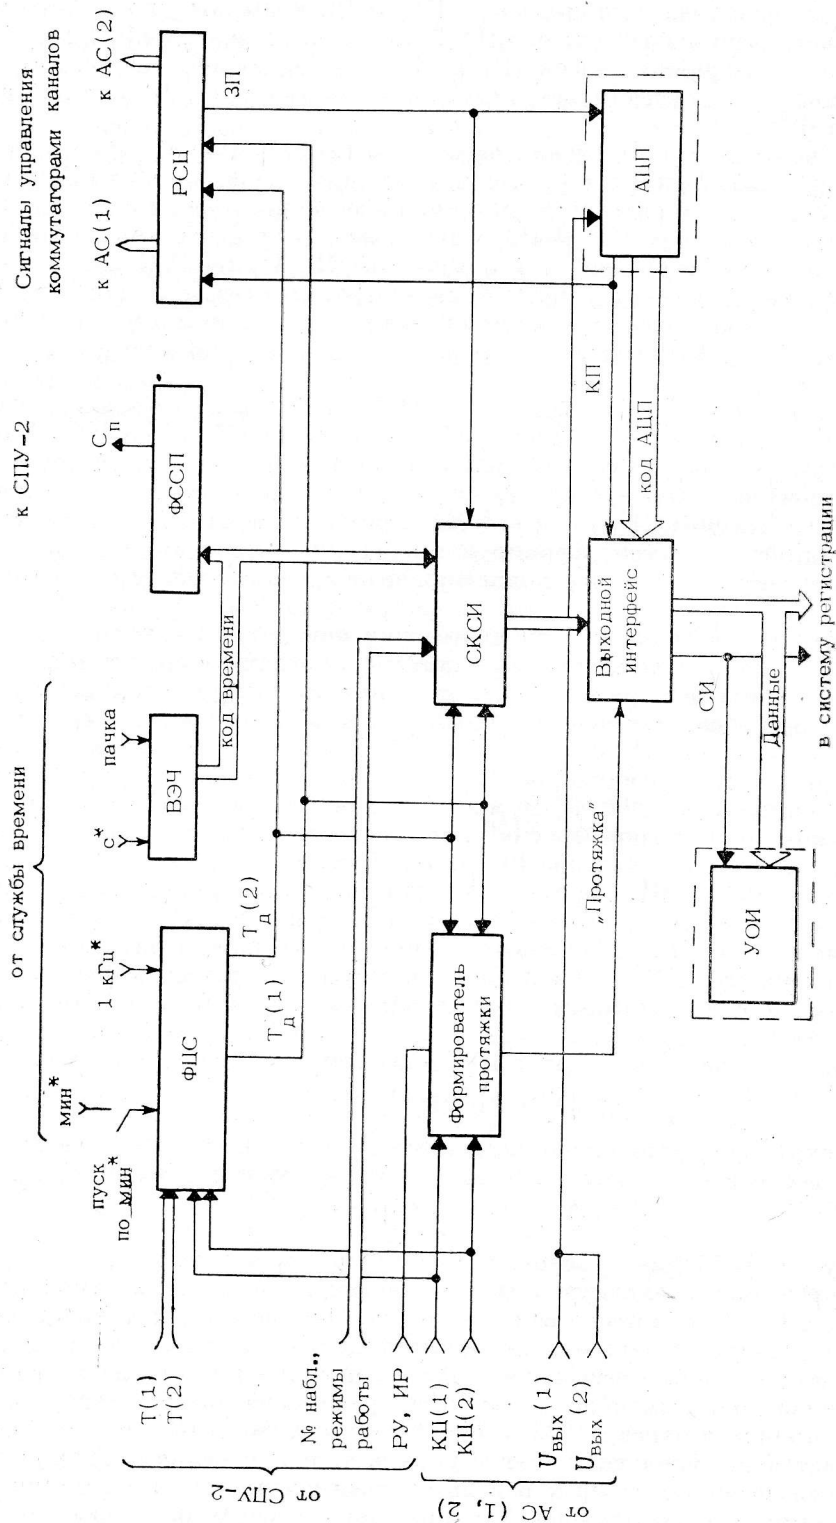 Сигналы управления
коммутаторами каналов
к АС(1)
к АС(2)
РСЦ
ЗП
к СПУ-2
Сп
ФССП
от службы времени
мин*
1 кГц*
с*
пачка
пуск
по мин*
ФЦС
ВЭЧ
код времени
Тд(2)
Тд(1)
АЦП
КП
код АЦП
СКСИ
Выходной
интерфейс
Формирователь
протяжки
„Протяжка"
СИ
Данные
УОИ
в систему регистрации
Т(1)
Т(2)
№ набл.,
режимы
работы
РУ, ИР
КЦ(1)
КЦ(2)
Uвых(1)
Uвых(2)
от СПУ-2
от АС (1, 2)